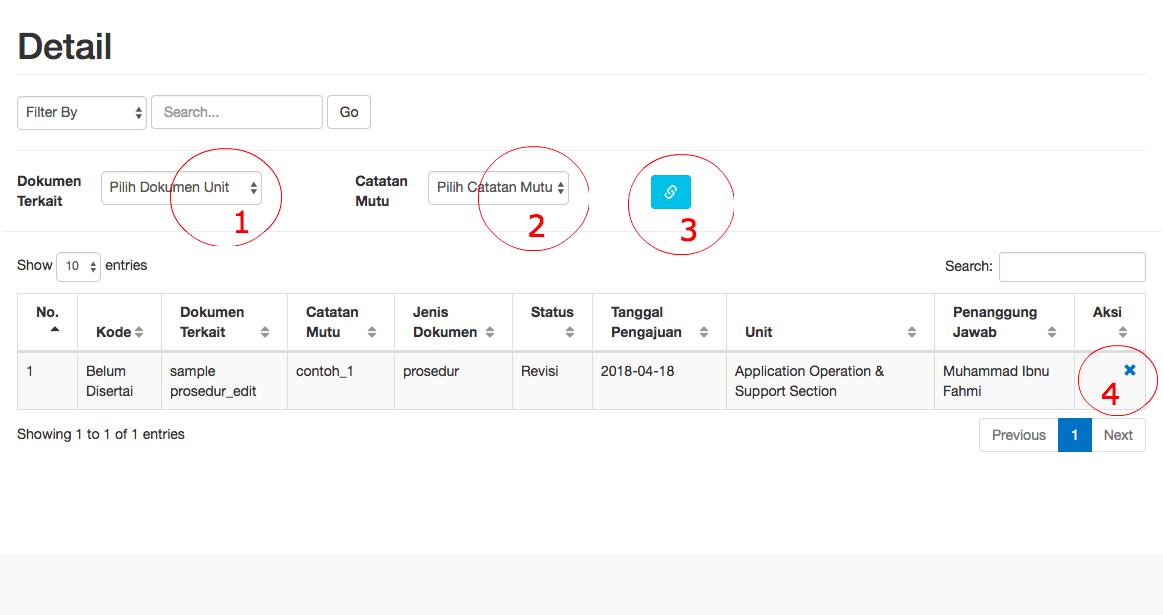 Detail
Filter By Search... Go
Dokumen Terkait Pilih Dokumen Unit 1 Catatan Mutu Pilih Catatan Mutu 2 3
Show 10 entries Search:
No. Kode Dokumen Terkait Catatan Mutu Jenis Dokumen Status Tanggal Pengajuan Unit Penanggung Jawab Aksi
1 Belum Disertai sample prosedur_edit contoh_1 prosedur Revisi 2018-04-18 Application Operation & Support Section Muhammad Ibnu Fahmi 4
Showing 1 to 1 of 1 entries Previous 1 Next